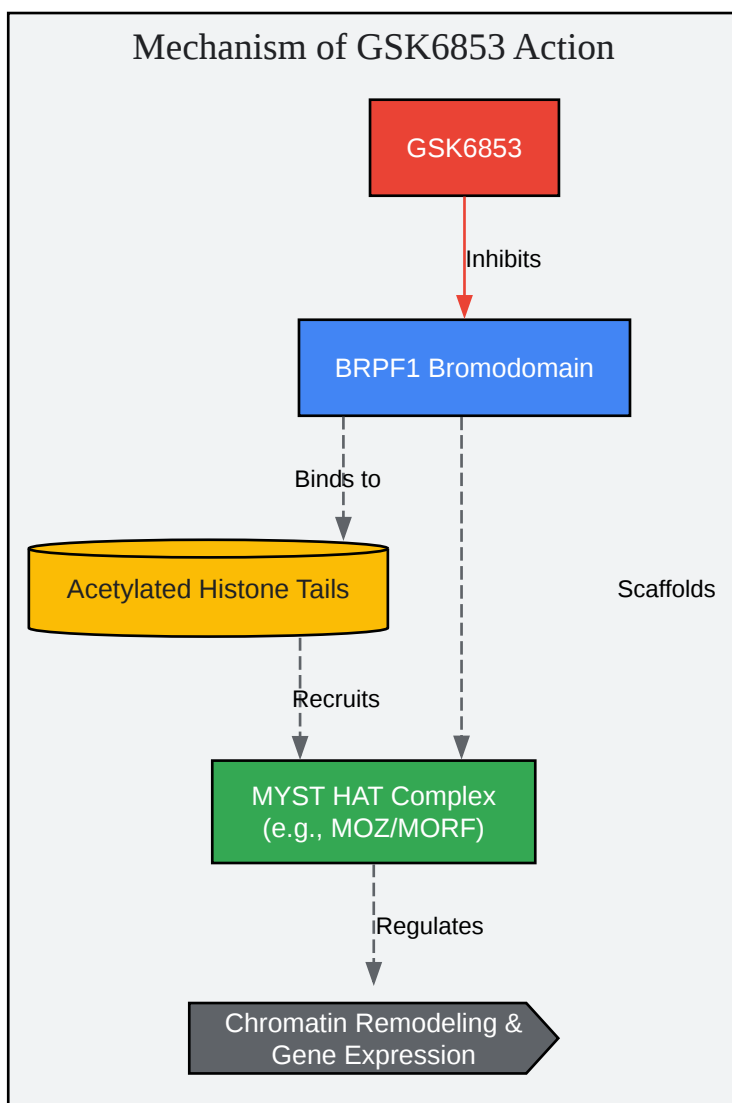 Mechanism of GSK6853 Action
GSK6853
Inhibits
BRPF1 Bromodomain
Binds to
Acetylated Histone Tails
Scaffolds
Recruits
MYST HAT Complex
(e.g., MOZ/MORF)
Regulates
Chromatin Remodeling &
Gene Expression